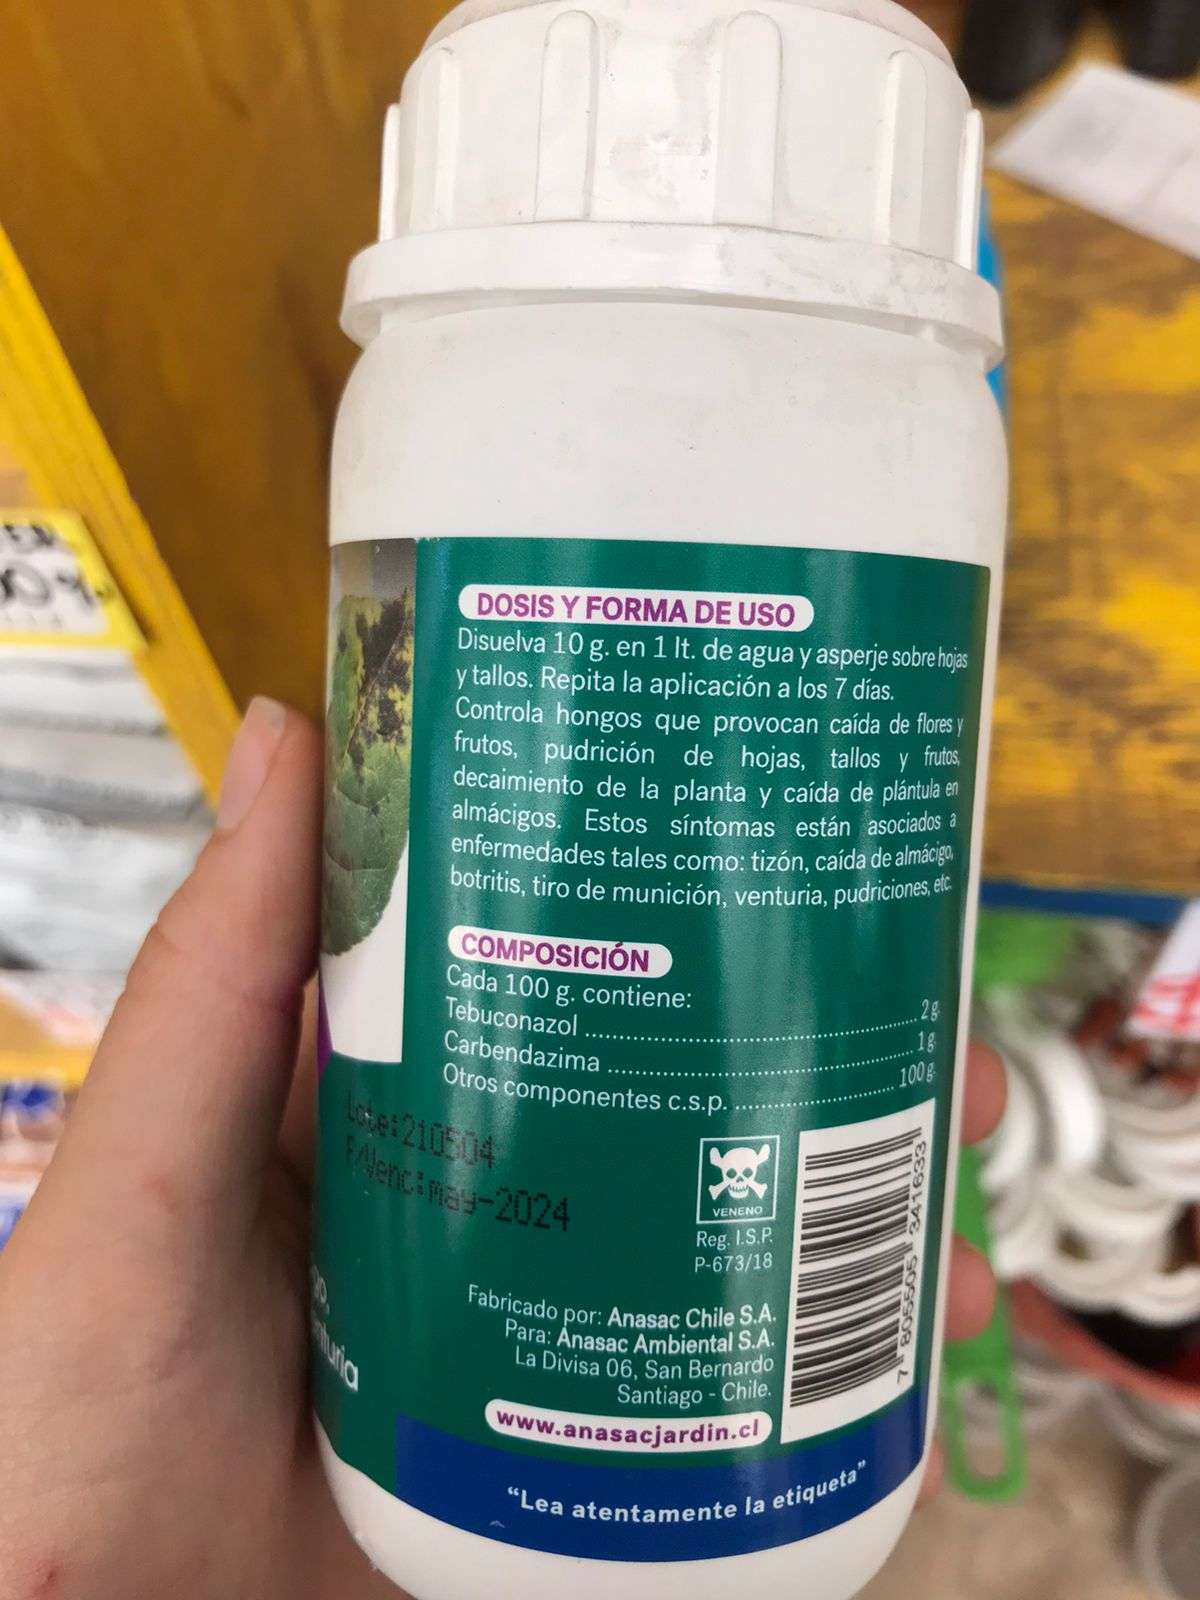 DOSIS Y FORMA DE USO
Disuelva 10 g. en 1 lt. de agua y asperje sobre hojas
y tallos. Repita la aplicación a los 7 días.
Controla hongos que provocan caída de flores y
frutos, pudrición de hojas, tallos y frutos,
decaimiento de la planta y caída de plántula en
almácigos. Estos síntomas están asociados a
enfermedades tales como: tizón, caída de almácigo,
botritis, tiro de munición, venturia, pudriciones, etc.
COMPOSICIÓN
Cada 100 g. contiene:
Tebuconazol ........................................ 2 g.
Carbendazima ........................................ 1 g.
Otros componentes c.s.p. .................... 100 g.
Lote:210504
F/Venc:may-2024
VENENO
Reg. I.S.P.
P-673/18
Fabricado por: Anasac Chile S.A.
Para: Anasac Ambiental S.A.
La Divisa 06, San Bernardo
Santiago - Chile.
www.anasacjardin.cl
7 805505 341633
"Lea atentamente la etiqueta"